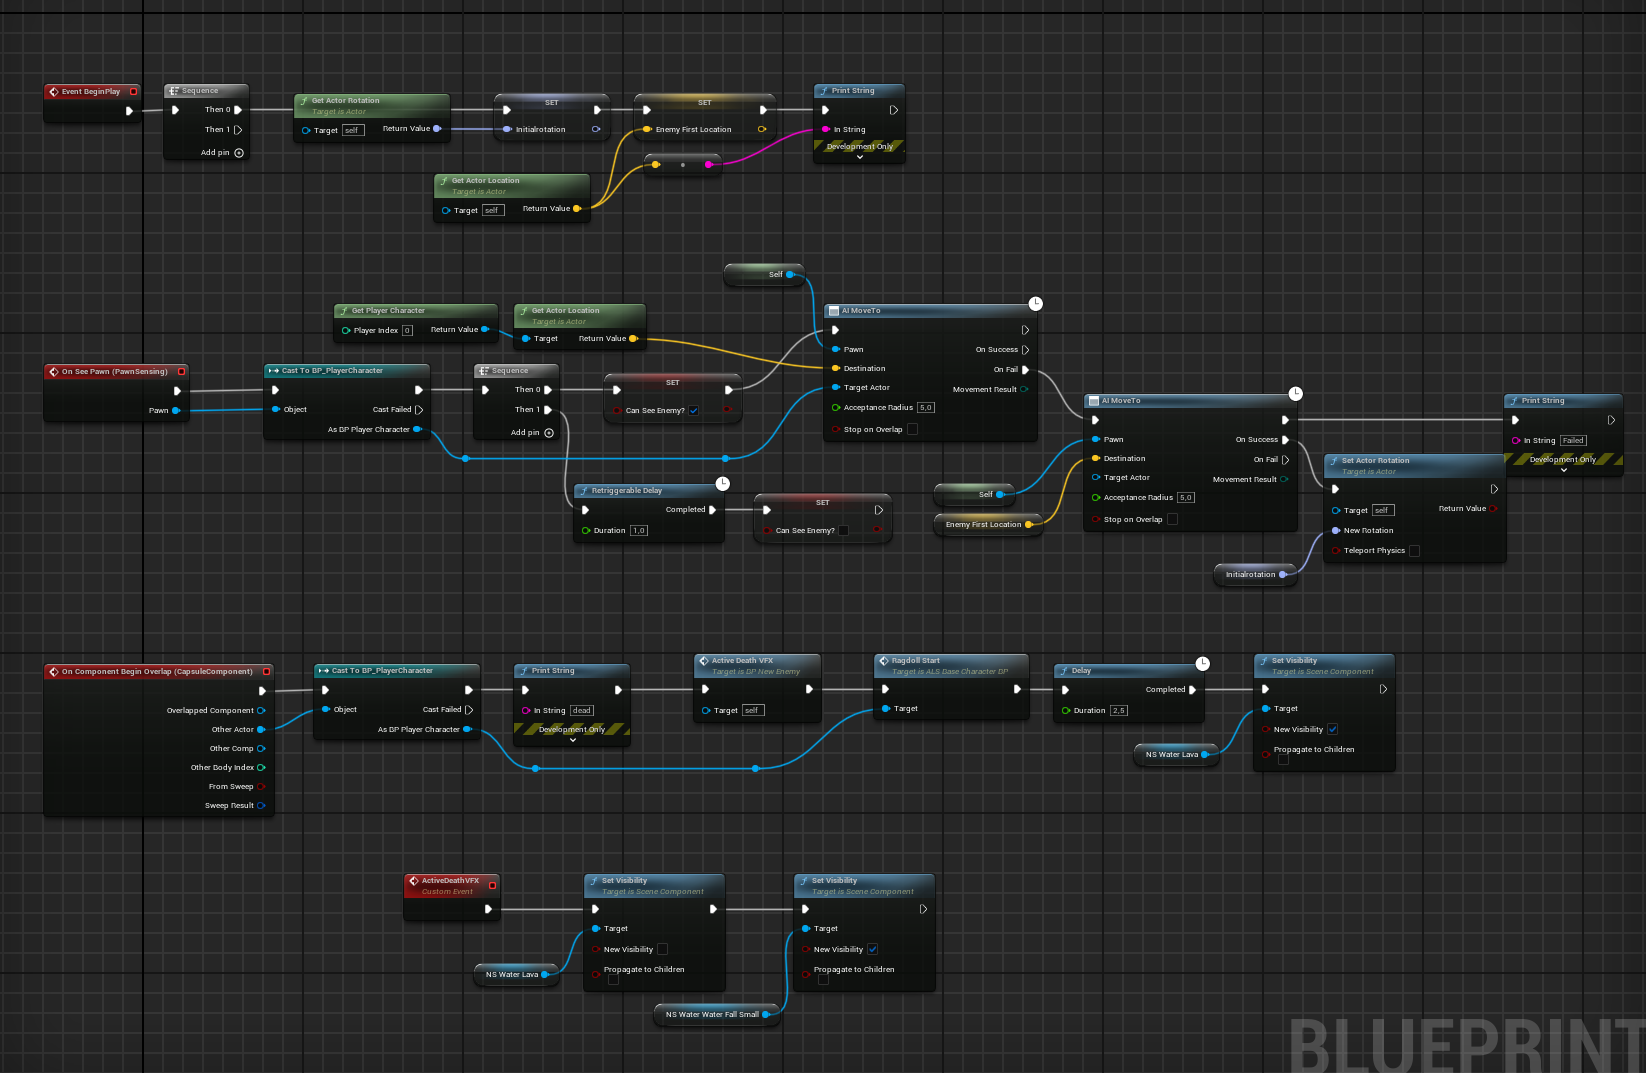 Event BeginPlay
Sequence
Then 0
Then 1
Add pin
Get Actor Rotation
Target is Actor
Target self
Return Value
SET
Initialrotation
SET
Enemy First Location
Print String
In String
Development Only
Get Actor Location
Target is Actor
Target self
Return Value
Self
Get Player Character
Player Index 0
Return Value
Get Actor Location
Target is Actor
Target
Return Value
On See Pawn (PawnSensing)
Pawn
Cast To BP_PlayerCharacter
Object
Cast Failed
As BP Player Character
Sequence
Then 0
Then 1
Add pin
SET
Can See Enemy?
AI MoveTo
Pawn
On Success
Destination
On Fail
Target Actor
Movement Result
Acceptance Radius 5,0
Stop on Overlap
Retriggerable Delay
Completed
Duration 1,0
SET
Can See Enemy?
Self
Enemy First Location
AI MoveTo
Pawn
On Success
Destination
On Fail
Target Actor
Movement Result
Acceptance Radius 5,0
Stop on Overlap
Print String
In String Failed
Development Only
Set Actor Rotation
Target is Actor
Target self
Return Value
New Rotation
Teleport Physics
Initialrotation
On Component Begin Overlap (CapsuleComponent)
Overlapped Component
Other Actor
Other Comp
Other Body Index
From Sweep
Sweep Result
Cast To BP_PlayerCharacter
Object
Cast Failed
As BP Player Character
Print String
In String dead
Development Only
Active Death VFX
Target is BP New Enemy
Target self
Ragdoll Start
Target is ALS Base Character BP
Target
Delay
Completed
Duration 2,5
NS Water Lava
Set Visibility
Target is Scene Component
Target
New Visibility
Propagate to Children
ActiveDeathVFX
Custom Event
NS Water Lava
Set Visibility
Target is Scene Component
Target
New Visibility
Propagate to Children
NS Water Water Fall Small
Set Visibility
Target is Scene Component
Target
New Visibility
Propagate to Children
BLUEPRINT